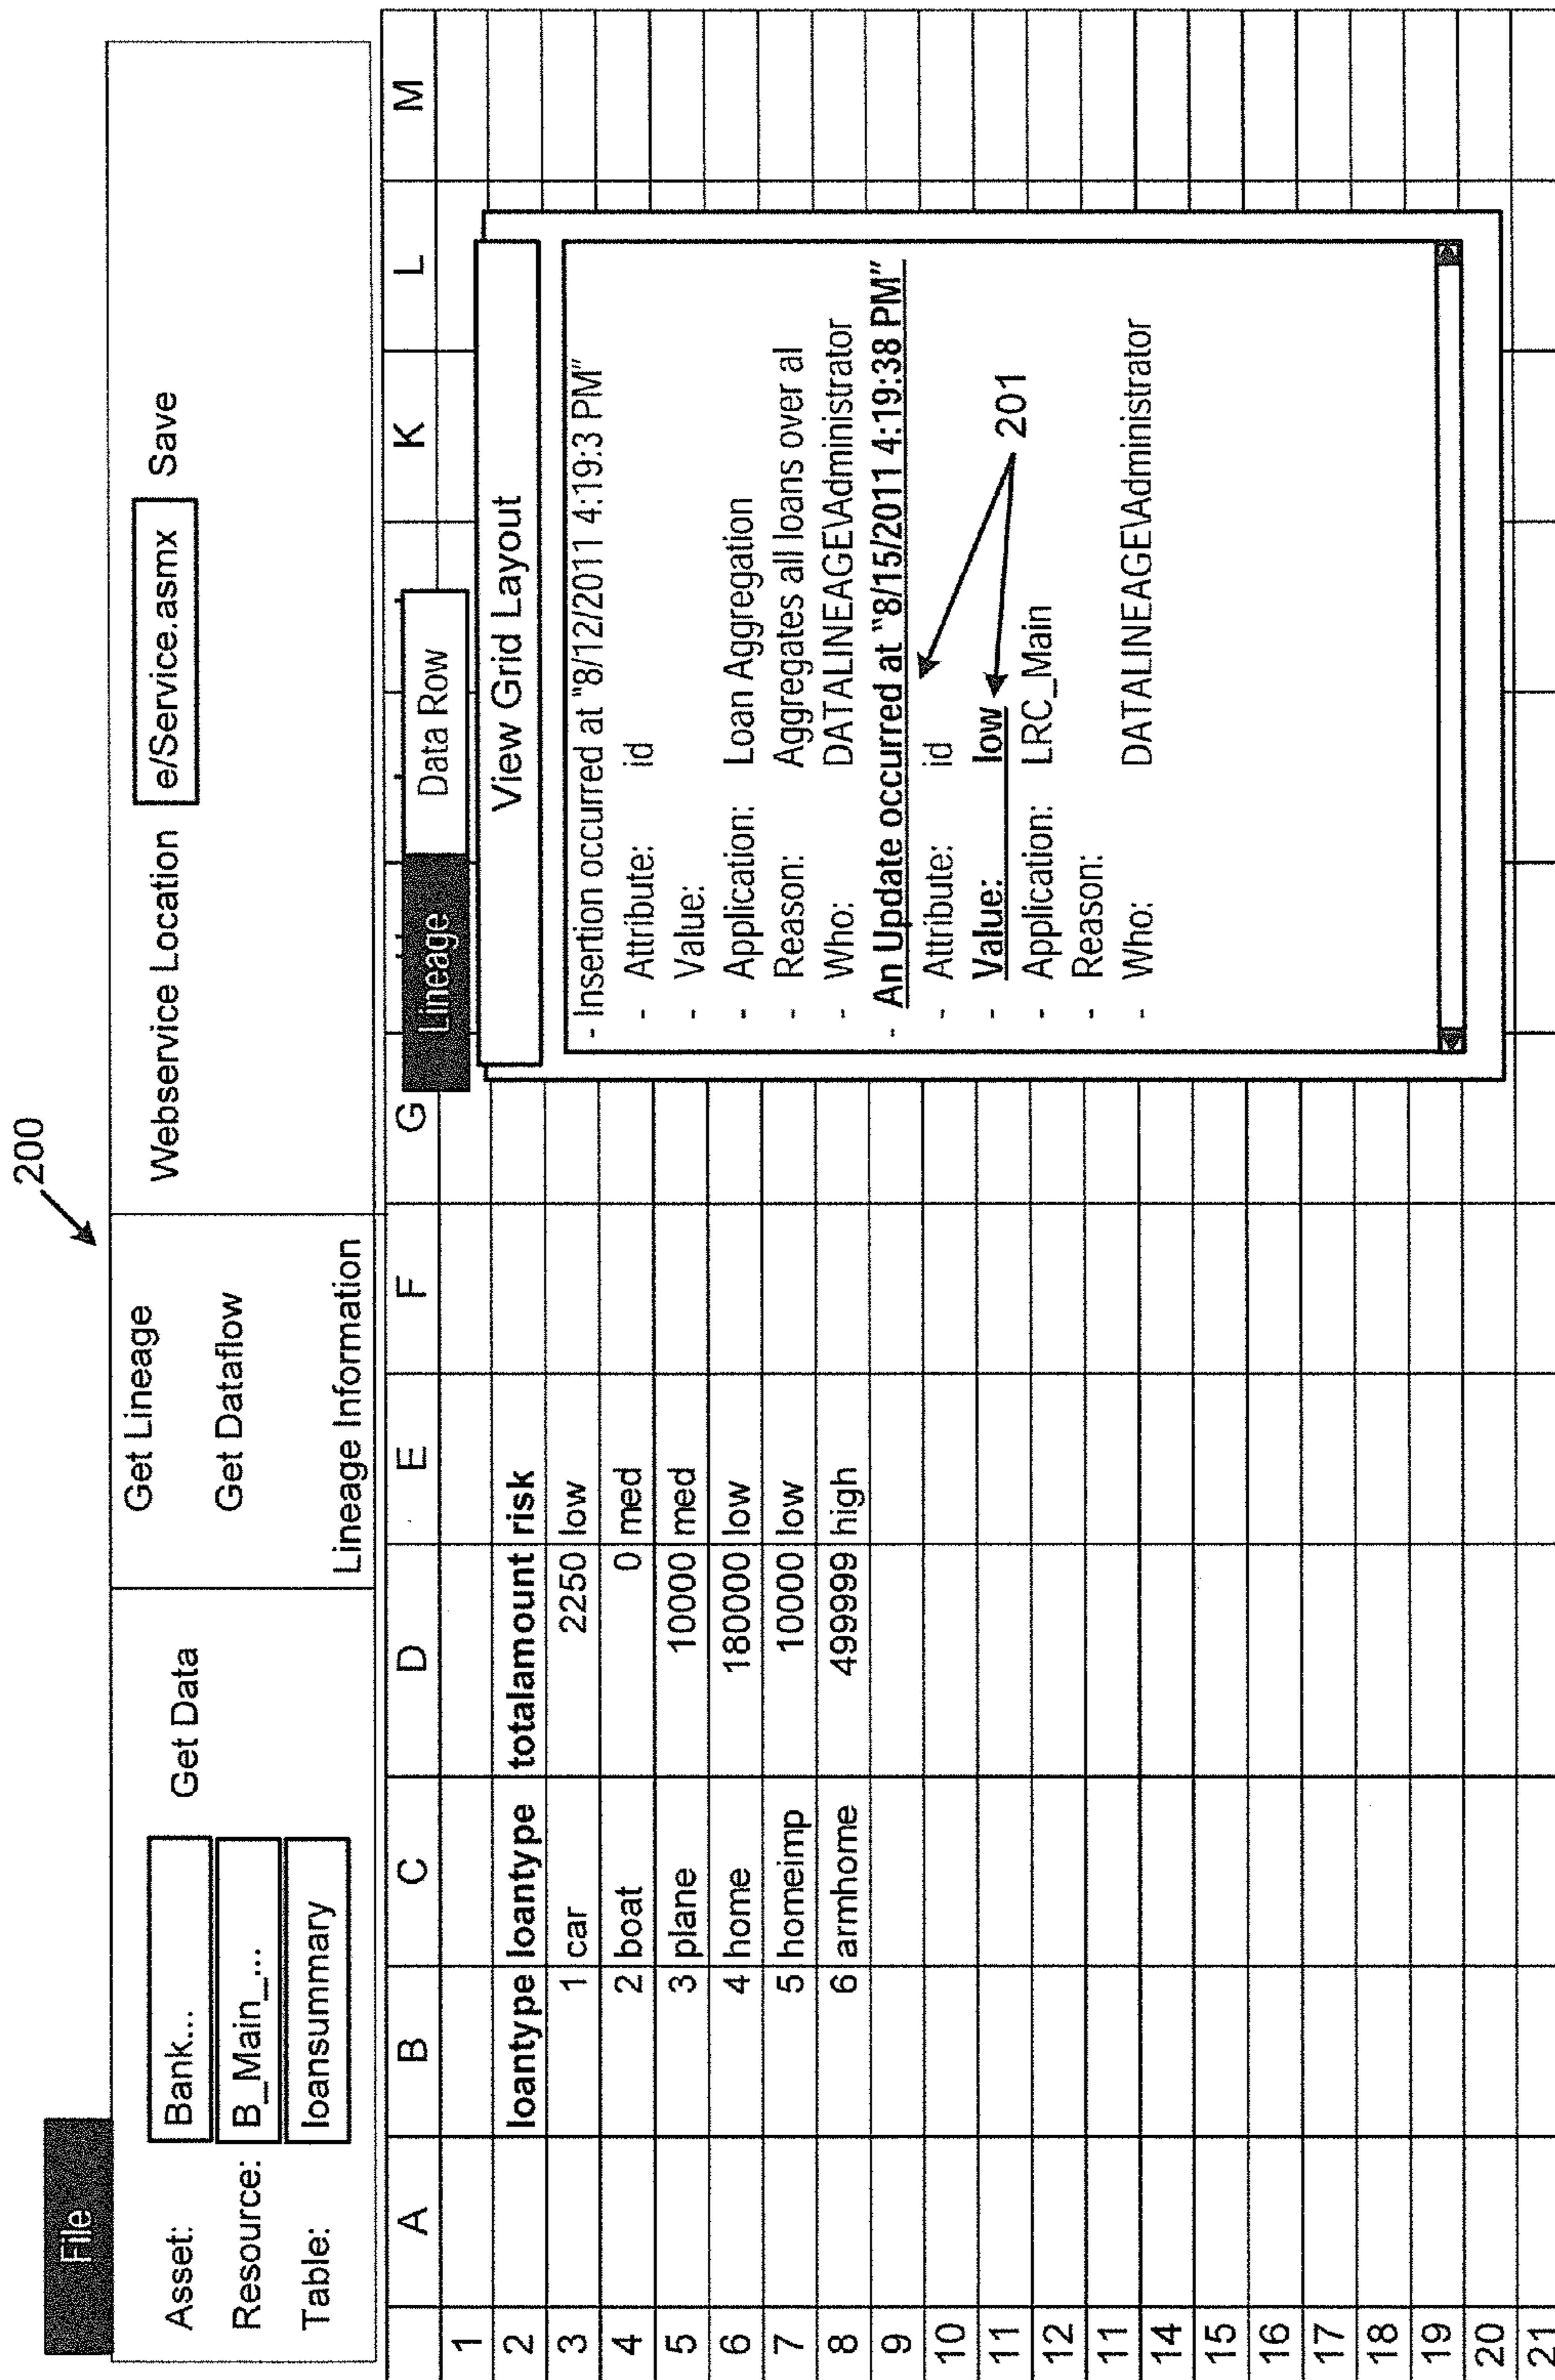 200
File
Asset: Bank...
Get Data
Resource: B_Main_...
Table: loansummary
Get Lineage
Get Dataflow
Lineage Information
Webservice Location e/Service.asmx Save
A B C D E F G K L M
Lineage Data Row
View Grid Layout
- Insertion occurred at "8/12/2011 4:19:3 PM"
- Attribute: id
- Value:
- Application: Loan Aggregation
- Reason: Aggregates all loans over al
- Who: DATALINEAGE\Administrator
- An Update occurred at "8/15/2011 4:19:38 PM"
- Attribute: id
- Value: low
- Application: LRC_Main
- Reason:
- Who: DATALINEAGE\Administrator
201
1
2 loantype loantype totalamount risk
3 1 car 2250 low
4 2 boat 0 med
5 3 plane 10000 med
6 4 home 180000 low
7 5 homeimp 10000 low
8 6 armhome 499999 high
9
10
11
12
11
14
15
16
17
18
19
20
21